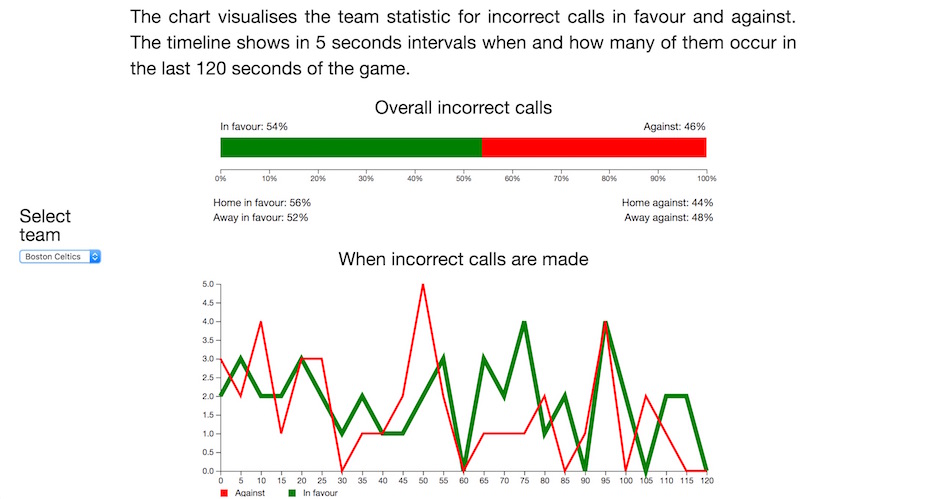 The chart visualises the team statistic for incorrect calls in favour and against.
The timeline shows in 5 seconds intervals when and how many of them occur in
the last 120 seconds of the game.
Overall incorrect calls
In favour: 54% Against: 46%
0% 10% 20% 30% 40% 50% 60% 70% 80% 90% 100%
Home in favour: 56% Home against: 44%
Away in favour: 52% Away against: 48%
Select
team
Boston Celtics
When incorrect calls are made
5.0
4.5
4.0
3.5
3.0
2.5
2.0
1.5
1.0
0.5
0.0
0 5 10 15 20 25 30 35 40 45 50 55 60 65 70 75 80 85 90 95 100 105 110 115 120
Against In favour